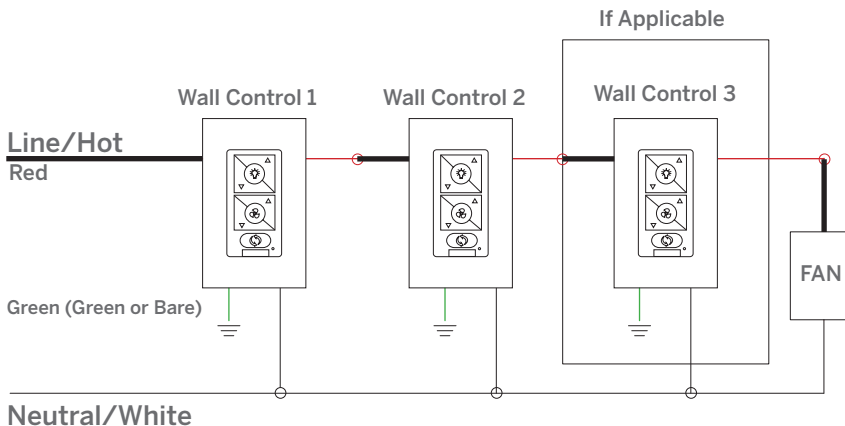 If Applicable
Wall Control 1
Wall Control 2
Wall Control 3
Line/Hot
Red
FAN
Green (Green or Bare)
Neutral/White